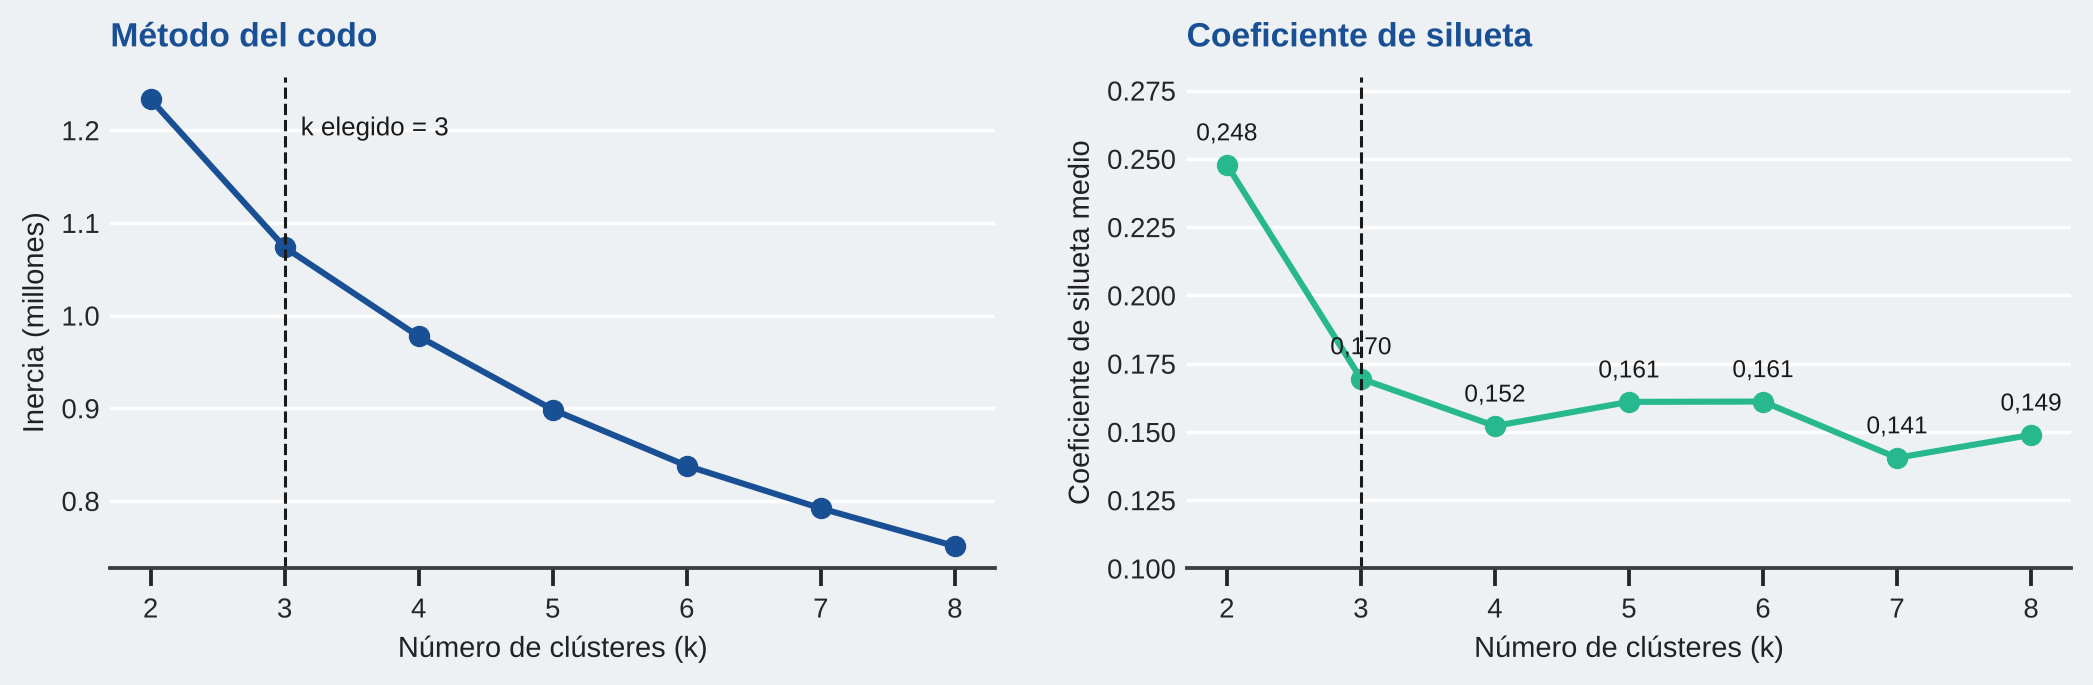 Método del codo
Inercia (millones)
1.2
1.1
1.0
0.9
0.8
k elegido = 3
2 3 4 5 6 7 8
Número de clústeres (k)
Coeficiente de silueta
Coeficiente de silueta medio
0.275
0.250
0.225
0.200
0.175
0.150
0.125
0.100
0,248
0,170
0,152
0,161
0,161
0,141
0,149
2 3 4 5 6 7 8
Número de clústeres (k)